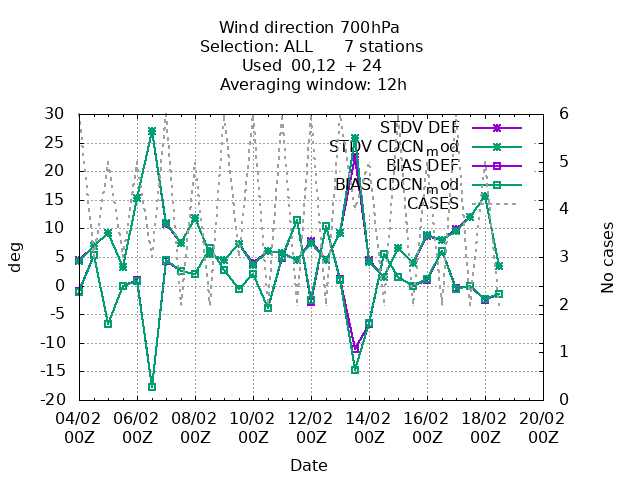 Wind direction 700hPa
Selection: ALL 7 stations
Used 00,12 + 24
Averaging window: 12h
30 6
STDV DEF
25
STDV CDCN_mod
20 5
BIAS DEF
BIAS CDCN_mod
15
CASES
4
10
5 3
0
2
-5
-10 1
-15
-20 0
deg
No cases
04/02 06/02 08/02 10/02 12/02 14/02 16/02 18/02 20/02
00Z 00Z 00Z 00Z 00Z 00Z 00Z 00Z 00Z
Date